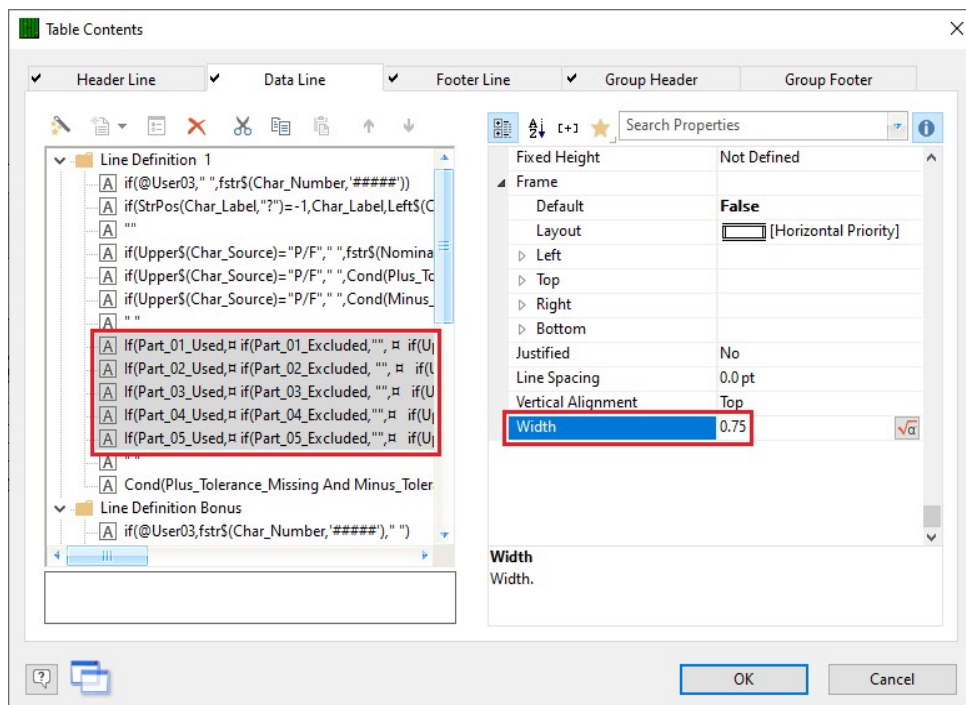 Table Contents
Header Line
Data Line
Footer Line
Group Header
Group Footer
Search Properties
Line Definition 1
if(@User03," ",fstr$(Char_Number,'#####'))
if(StrPos(Char_Label,"?")=-1,Char_Label,Left$(C
""
if(Upper$(Char_Source)="P/F"," ",fstr$(Nomina
if(Upper$(Char_Source)="P/F"," ",Cond(Plus_To
if(Upper$(Char_Source)="P/F"," ",Cond(Minus_
" "
If(Part_01_Used,¤ if(Part_01_Excluded,"", ¤ if(U
If(Part_02_Used,¤ if(Part_02_Excluded, "", ¤ if(U
If(Part_03_Used,¤ if(Part_03_Excluded, "",¤ if(U
If(Part_04_Used,¤ if(Part_04_Excluded,"",¤ if(U
If(Part_05_Used,¤ if(Part_05_Excluded,"",¤ if(U
" "
Cond(Plus_Tolerance_Missing And Minus_Toler
Line Definition Bonus
if(@User03,fstr$(Char_Number,'#####')," ")
Fixed Height Not Defined
Frame
Default False
Layout [Horizontal Priority]
Left
Top
Right
Bottom
Justified No
Line Spacing 0.0 pt
Vertical Alignment Top
Width 0.75
Width
Width.
OK
Cancel